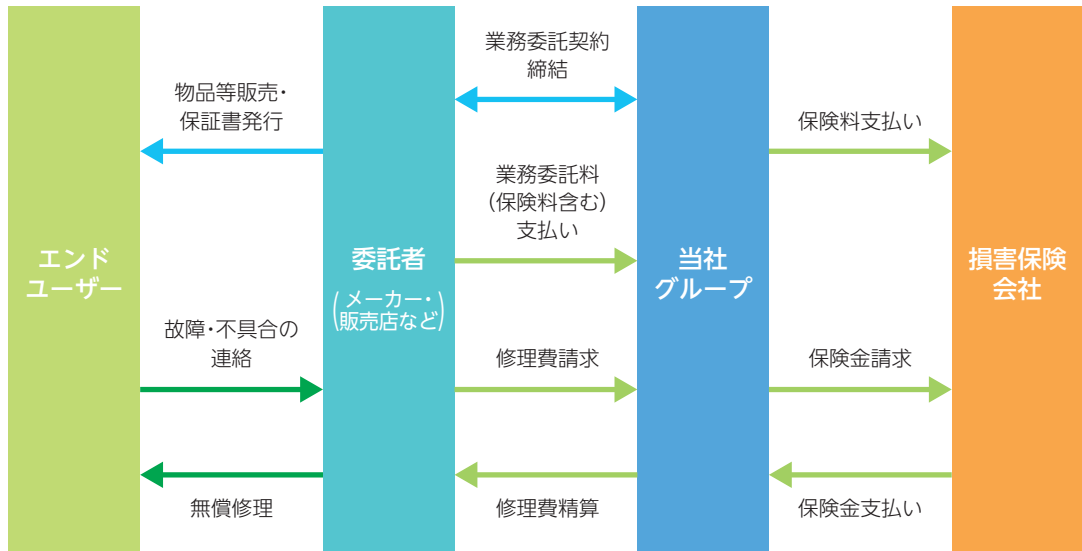 業務委託契約
締結
物品等販売・
保証書発行
保険料支払い
業務委託料
（保険料含む）
支払い
エンド
ユーザー
委託者
（メーカー・
販売店など）
当社
グループ
損害保険
会社
故障・不具合の
連絡
修理費請求
保険金請求
無償修理
修理費精算
保険金支払い